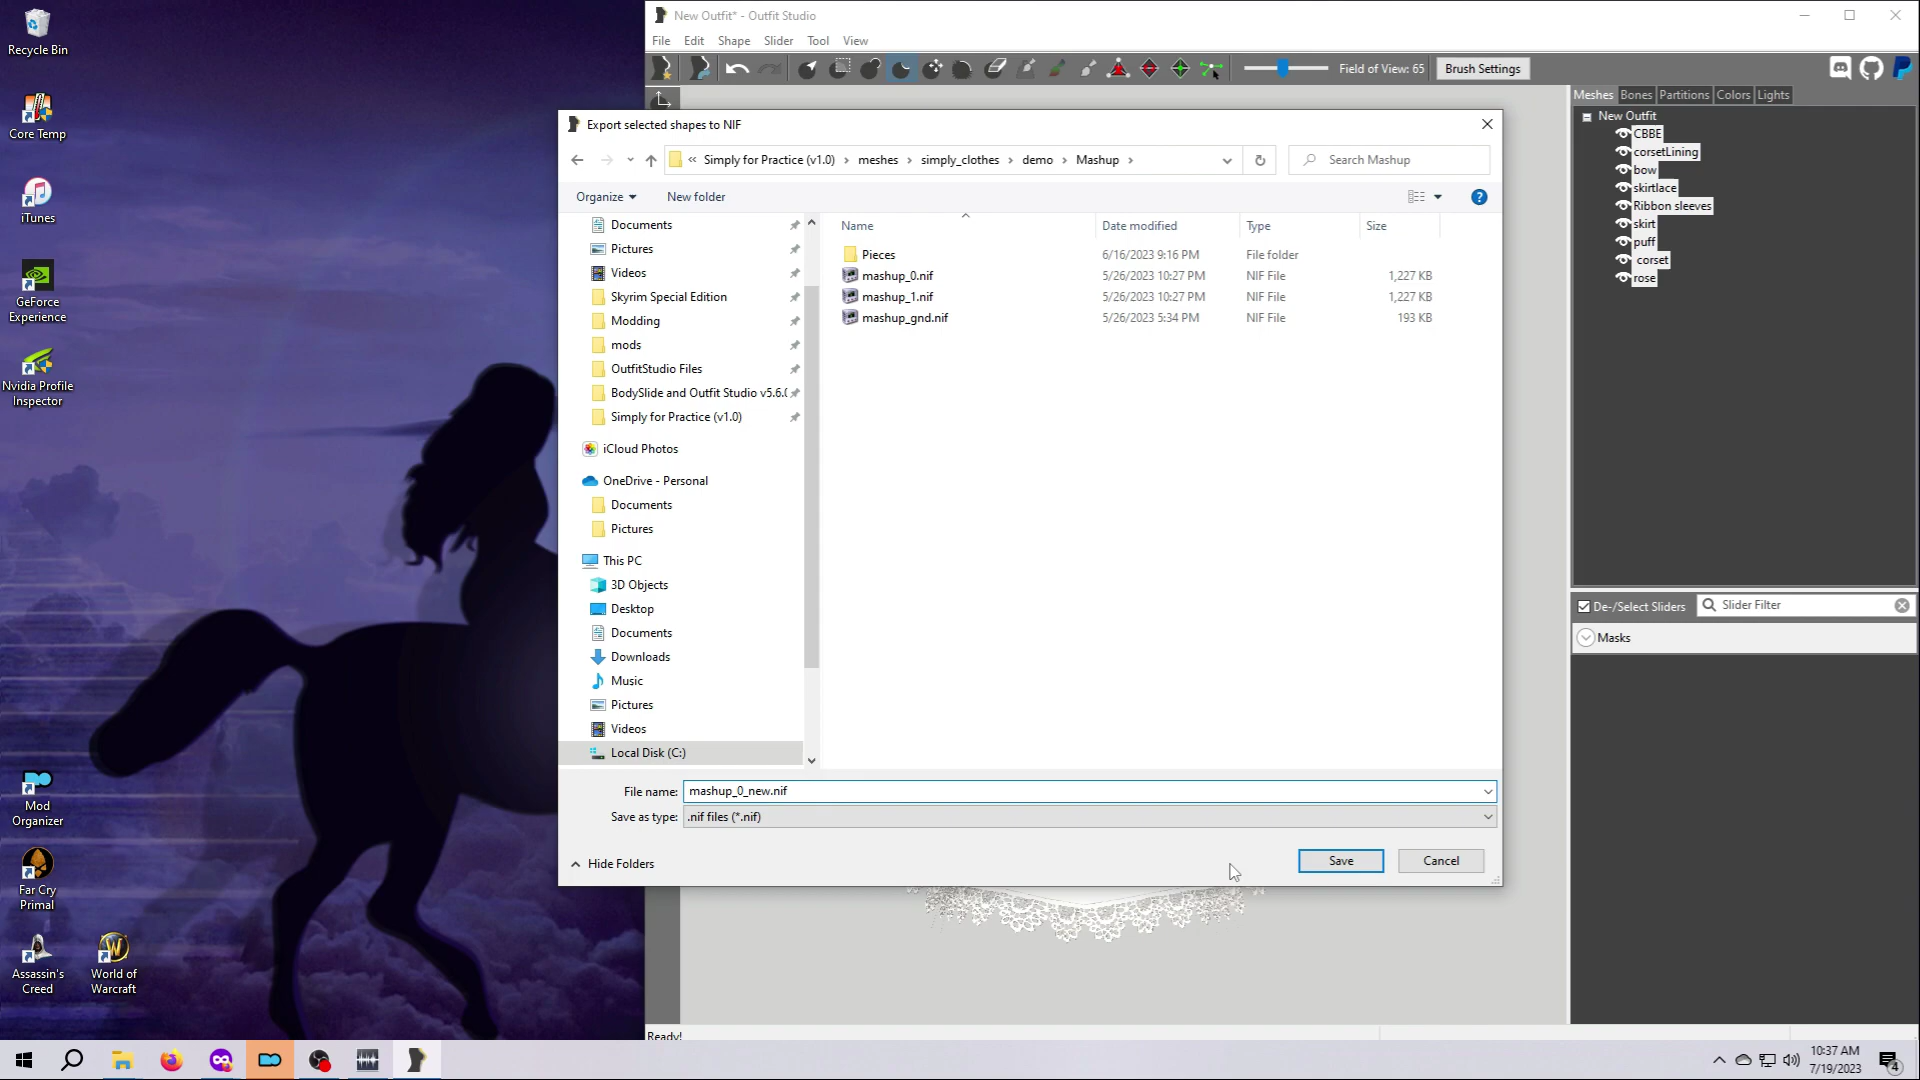 Recycle Bin
Core Temp
iTunes
GeForce
Experience
Nvidia Profile
Inspector
Mod
Organizer
Far Cry
Primal
Assassin's
Creed
World of
Warcraft
New Outfit* - Outfit Studio
File Edit Shape Slider Tool View
Field of View: 65
Brush Settings
Meshes Bones Partitions Colors Lights
New Outfit
CBBE
corsetLining
bow
skirtlace
Ribbon sleeves
skirt
puff
corset
rose
De-/Select Sliders
Slider Filter
Masks
Export selected shapes to NIF
« Simply for Practice (v1.0) › meshes › simply_clothes › demo › Mashup ›
Search Mashup
Organize
New folder
Documents
Pictures
Videos
Skyrim Special Edition
Modding
mods
OutfitStudio Files
BodySlide and Outfit Studio v5.6.
Simply for Practice (v1.0)
iCloud Photos
OneDrive - Personal
Documents
Pictures
This PC
3D Objects
Desktop
Documents
Downloads
Music
Pictures
Videos
Local Disk (C:)
Name Date modified Type Size
Pieces 6/16/2023 9:16 PM File folder
mashup_0.nif 5/26/2023 10:27 PM NIF File 1,227 KB
mashup_1.nif 5/26/2023 10:27 PM NIF File 1,227 KB
mashup_gnd.nif 5/26/2023 5:34 PM NIF File 193 KB
File name: mashup_0_new.nif
Save as type: .nif files (*.nif)
Hide Folders
Save
Cancel
Ready!
10:37 AM
7/19/2023
4